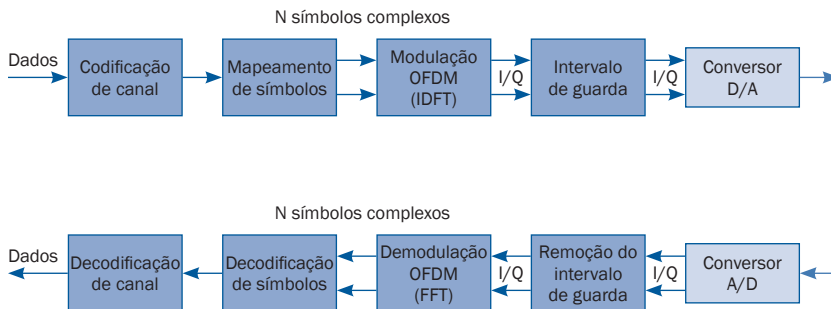 N símbolos complexos
Dados
Codificação
de canal
Mapeamento
de símbolos
Modulação
OFDM
(IDFT)
I/Q
Intervalo
de guarda
I/Q
Conversor
D/A
N símbolos complexos
Dados
Decodificação
de canal
Decodificação
de símbolos
Demodulação
OFDM
(FFT)
I/Q
Remoção do
intervalo
de guarda
I/Q
Conversor
A/D